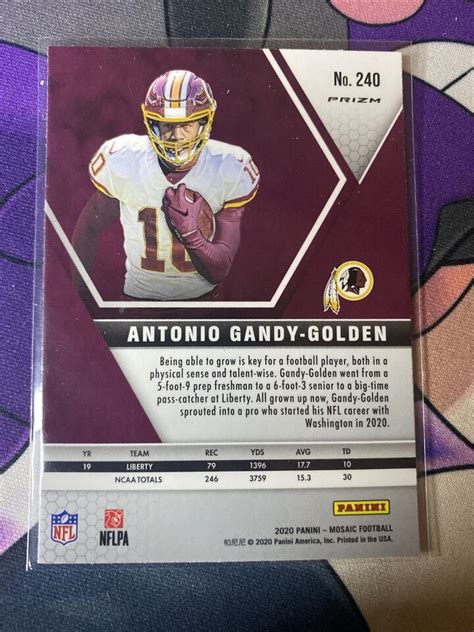 No. 240
PRIZM
10
10
ANTONIO GANDY-GOLDEN
Being able to grow is key for a football player, both in a
physical sense and talent-wise. Gandy-Golden went from a
5-foot-9 prep freshman to a 6-foot-3 senior to a big-time
pass-catcher at Liberty. All grown up now, Gandy-Golden
sprouted into a pro who started his NFL career with
Washington in 2020.
YR TEAM REC YDS AVG TD
19 LIBERTY 79 1396 17.7 10
NCAA TOTALS 246 3759 15.3 30
NFL
NFLPA
PANINI
2020 PANINI – MOSAIC FOOTBALL
帕尼尼 © 2020 Panini America, Inc. Printed in the USA.